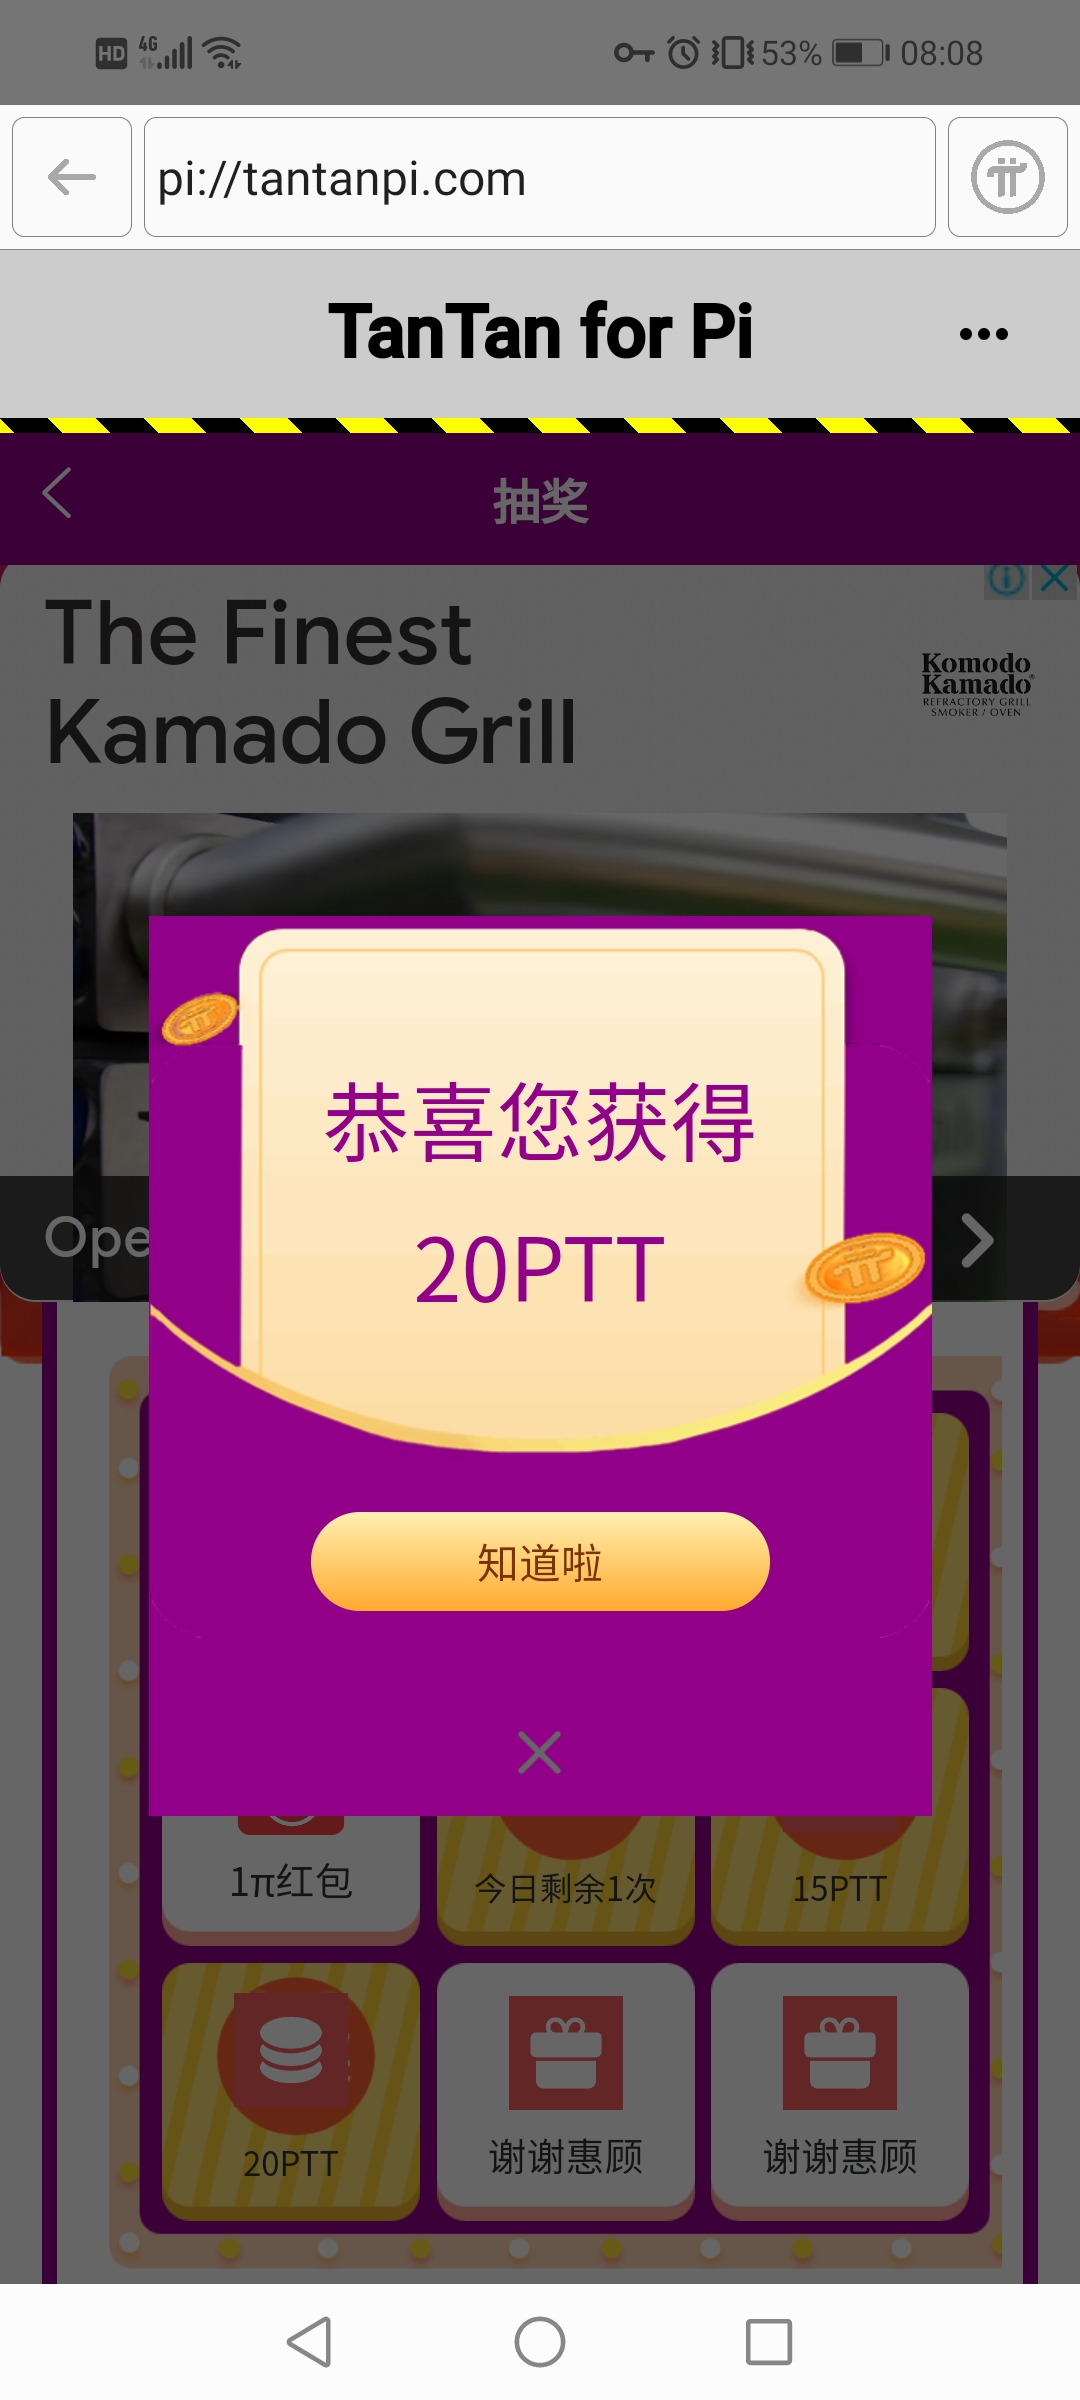 HD 4G 53% 08:08
pi://tantanpi.com
TanTan for Pi
抽奖
The Finest
Kamado Grill
Komodo
Kamado®
REFRACTORY GRILL
SMOKER / OVEN
恭喜您获得
20PTT
Ope
知道啦
1π红包
今日剩余1次
15PTT
20PTT
谢谢惠顾
谢谢惠顾